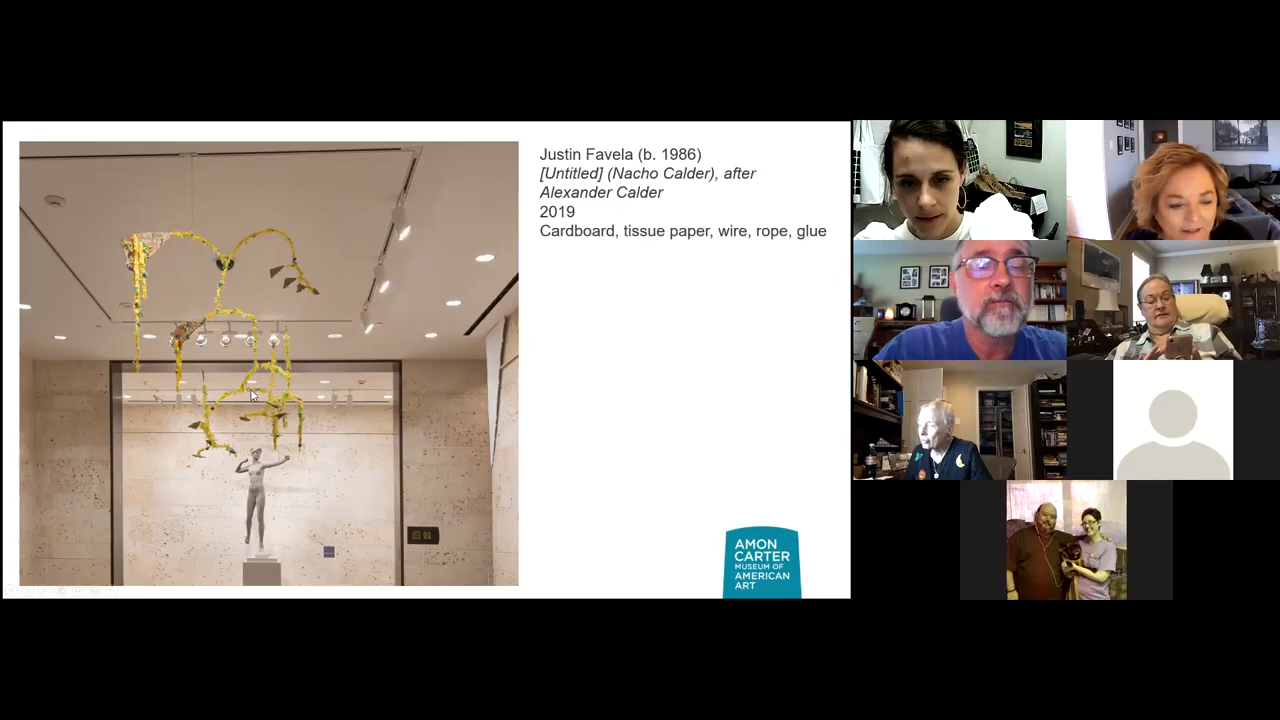 Justin Favela (b. 1986)
[Untitled] (Nacho Calder), after
Alexander Calder
2019
Cardboard, tissue paper, wire, rope, glue
AMON
CARTER
MUSEUM OF
AMERICAN
ART